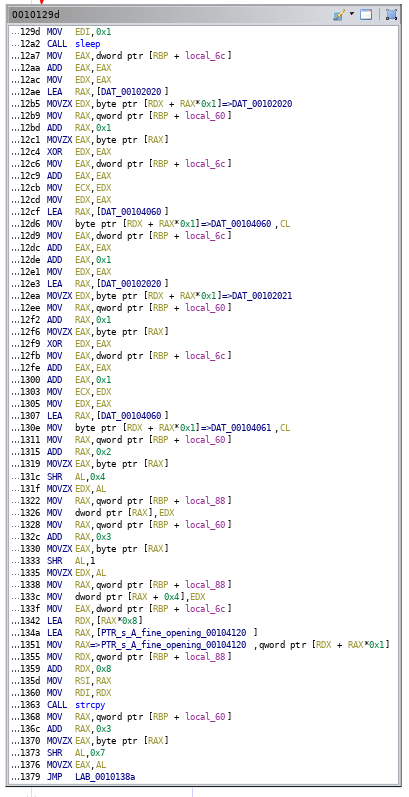 0010129d
...129d MOV EDI,0x1
...12a2 CALL sleep
...12a7 MOV EAX,dword ptr [RBP + local_6c]
...12aa ADD EAX,EAX
...12ac MOV EDX,EAX
...12ae LEA RAX,[DAT_00102020]
...12b5 MOVZX EDX,byte ptr [RDX + RAX*0x1]=>DAT_00102020
...12b9 MOV RAX,qword ptr [RBP + local_60]
...12bd ADD RAX,0x1
...12c1 MOVZX EAX,byte ptr [RAX]
...12c4 XOR EDX,EAX
...12c6 MOV EAX,dword ptr [RBP + local_6c]
...12c9 ADD EAX,EAX
...12cb MOV ECX,EDX
...12cd MOV EDX,EAX
...12cf LEA RAX,[DAT_00104060]
...12d6 MOV byte ptr [RDX + RAX*0x1]=>DAT_00104060 ,CL
...12d9 MOV EAX,dword ptr [RBP + local_6c]
...12dc ADD EAX,EAX
...12de ADD EAX,0x1
...12e1 MOV EDX,EAX
...12e3 LEA RAX,[DAT_00102020]
...12ea MOVZX EDX,byte ptr [RDX + RAX*0x1]=>DAT_00102021
...12ee MOV RAX,qword ptr [RBP + local_60]
...12f2 ADD RAX,0x1
...12f6 MOVZX EAX,byte ptr [RAX]
...12f9 XOR EDX,EAX
...12fb MOV EAX,dword ptr [RBP + local_6c]
...12fe ADD EAX,EAX
...1300 ADD EAX,0x1
...1303 MOV ECX,EDX
...1305 MOV EDX,EAX
...1307 LEA RAX,[DAT_00104060]
...130e MOV byte ptr [RDX + RAX*0x1]=>DAT_00104061 ,CL
...1311 MOV RAX,qword ptr [RBP + local_60]
...1315 ADD RAX,0x2
...1319 MOVZX EAX,byte ptr [RAX]
...131c SHR AL,0x4
...131f MOVZX EDX,AL
...1322 MOV RAX,qword ptr [RBP + local_88]
...1326 MOV dword ptr [RAX],EDX
...1328 MOV RAX,qword ptr [RBP + local_60]
...132c ADD RAX,0x3
...1330 MOVZX EAX,byte ptr [RAX]
...1333 SHR AL,1
...1335 MOVZX EDX,AL
...1338 MOV RAX,qword ptr [RBP + local_88]
...133c MOV dword ptr [RAX + 0x4],EDX
...133f MOV EAX,dword ptr [RBP + local_6c]
...1342 LEA RDX,[RAX*0x8]
...134a LEA RAX,[PTR_s_A_fine_opening_00104120 ]
...1351 MOV RAX=>PTR_s_A_fine_opening_00104120 ,qword ptr [RDX + RAX*0x1]
...1355 MOV RDX,qword ptr [RBP + local_88]
...1359 ADD RDX,0x8
...135d MOV RSI,RAX
...1360 MOV RDI,RDX
...1363 CALL strcpy
...1368 MOV RAX,qword ptr [RBP + local_60]
...136c ADD RAX,0x3
...1370 MOVZX EAX,byte ptr [RAX]
...1373 SHR AL,0x7
...1376 MOVZX EAX,AL
...1379 JMP LAB_0010138a